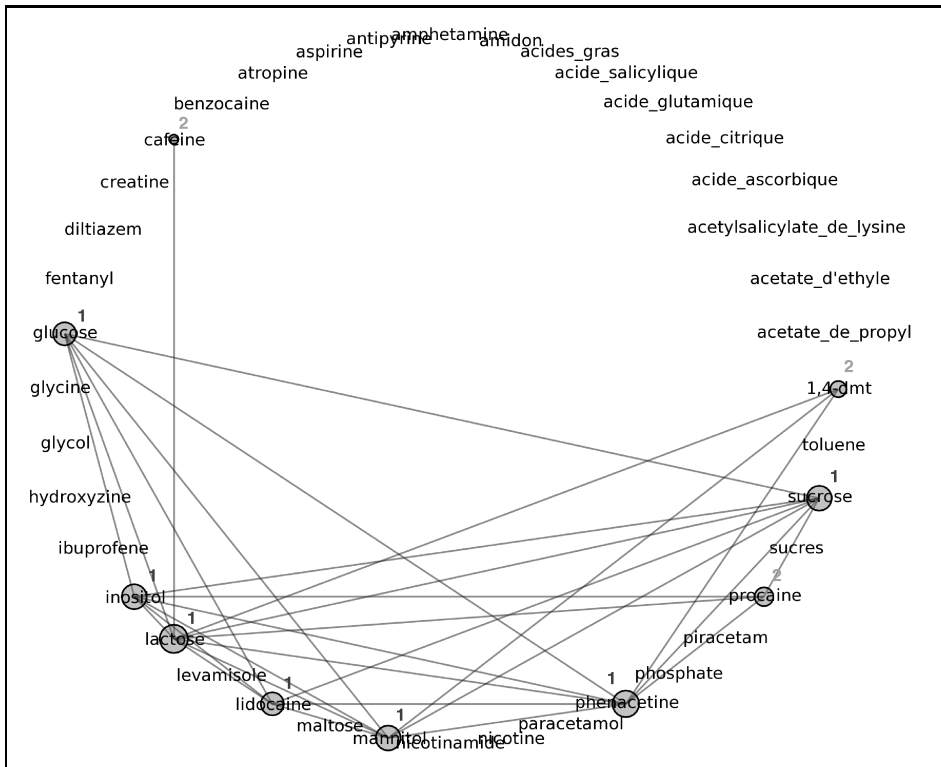 amphetamine
antipyrine
amidon
aspirine
acides_gras
atropine
acide_salicylique
benzocaine
acide_glutamique
2
cafeine
acide_citrique
creatine
acide_ascorbique
diltiazem
acetylsalicylate_de_lysine
fentanyl
acetate_d'ethyle
1
glucose
acetate_de_propyl
2
glycine
1,4-dmt
glycol
toluene
1
hydroxyzine
sucrose
ibuprofene
sucres
1
2
inositol
procaine
1
lactose
piracetam
levamisole
phosphate
1
1
lidocaine
phenacetine
1
maltose
paracetamol
mannitol
nicotinamide
nicotine